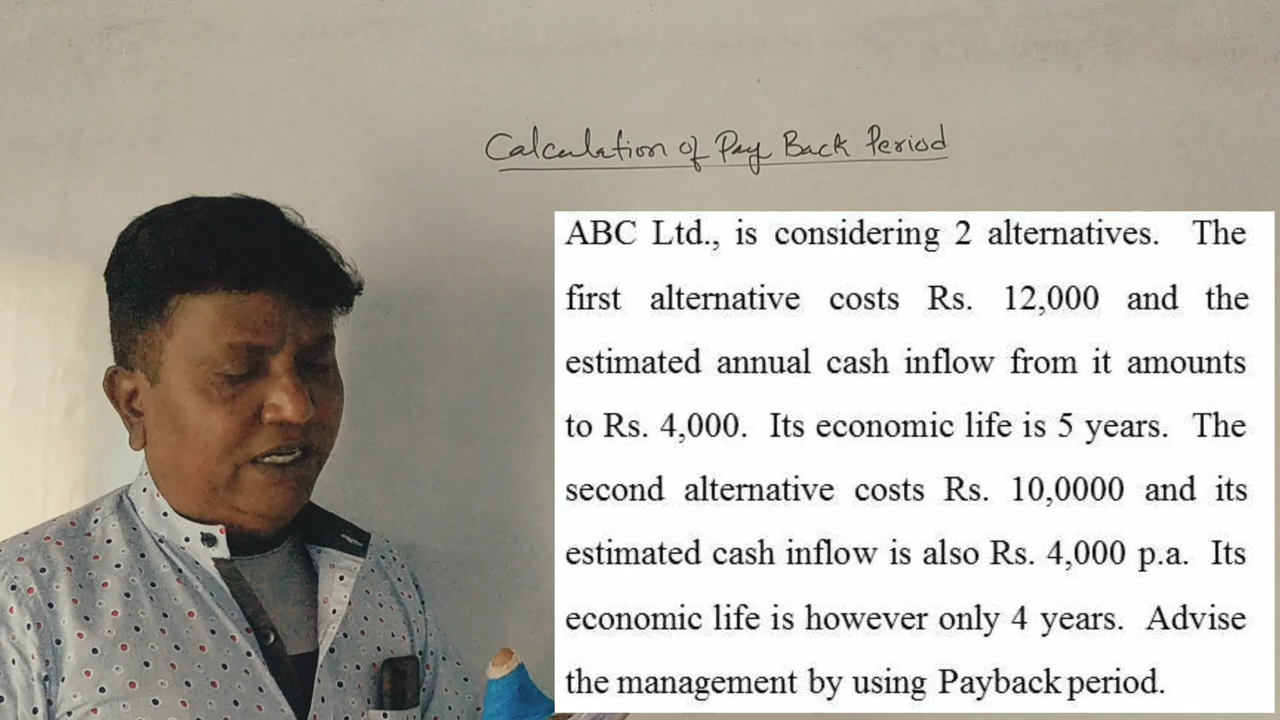 Calculation of Pay Back Period
ABC Ltd., is considering 2 alternatives. The
first alternative costs Rs. 12,000 and the
estimated annual cash inflow from it amounts
to Rs. 4,000. Its economic life is 5 years. The
second alternative costs Rs. 10,0000 and its
estimated cash inflow is also Rs. 4,000 p.a. Its
economic life is however only 4 years. Advise
the management by using Payback period.